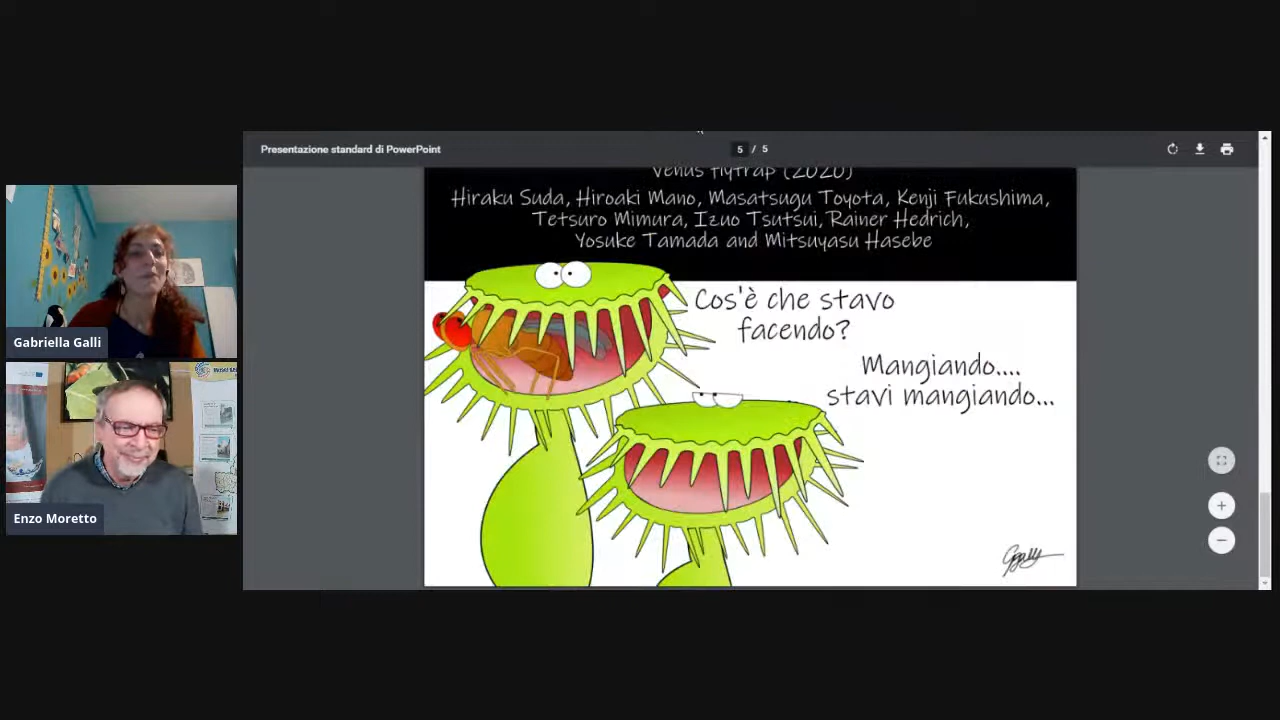 Presentazione standard di PowerPoint
5 / 5
Venus flytrap (2020)
Hiraku Suda, Hiroaki Mano, Masatsugu Toyota, Kenji Fukushima,
Tetsuro Mimura, Izuo Tsutsui, Rainer Hedrich,
Yosuke Tamada and Mitsuyasu Hasebe
Cos'è che stavo
facendo?
Mangiando....
stavi mangiando...
Gabriella Galli
Enzo Moretto